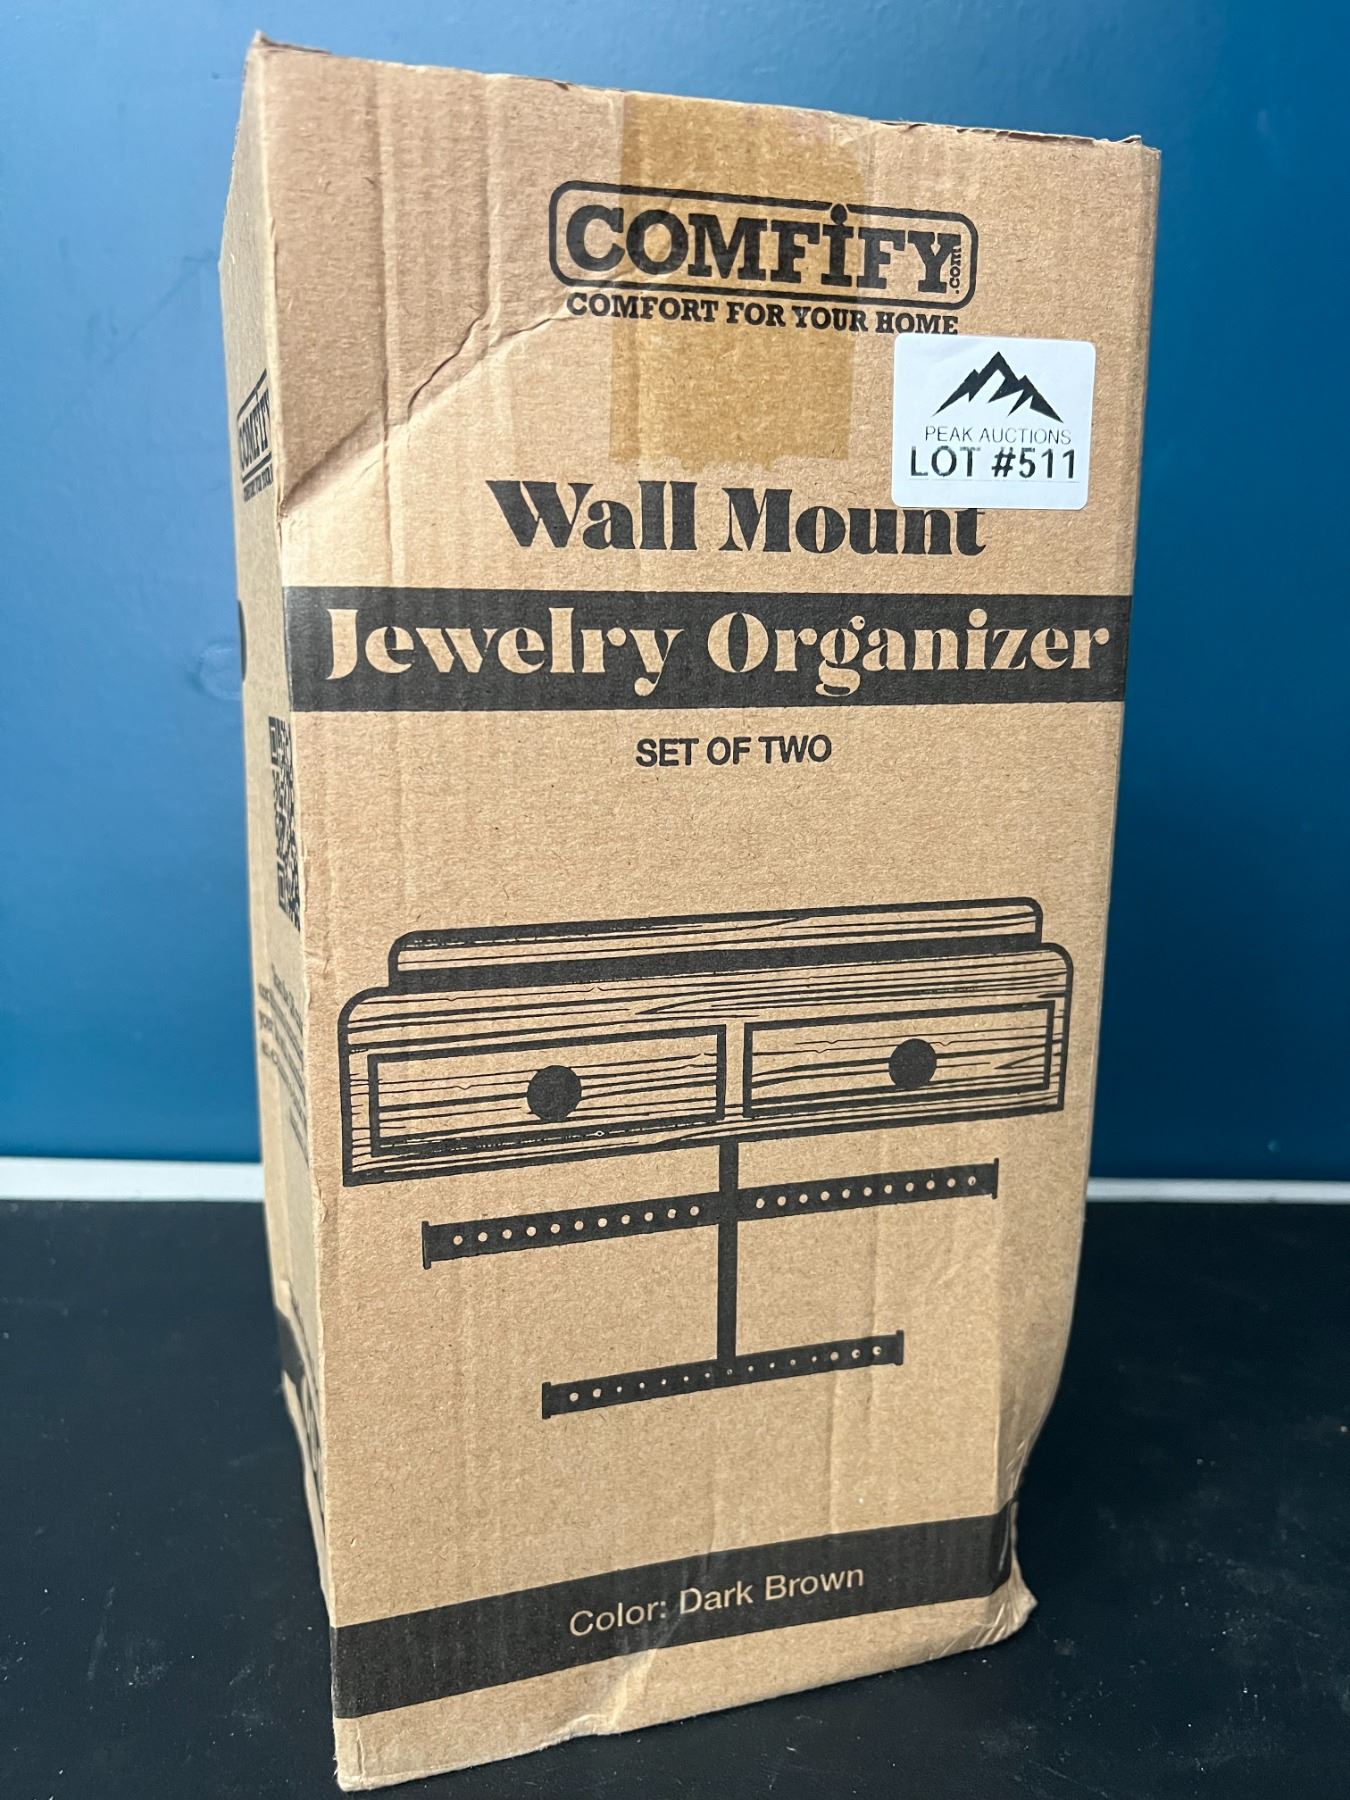 COMFIFY.com
COMFORT FOR YOUR HOME
PEAK AUCTIONS
LOT #511
Wall Mount
Jewelry Organizer
SET OF TWO
Color: Dark Brown